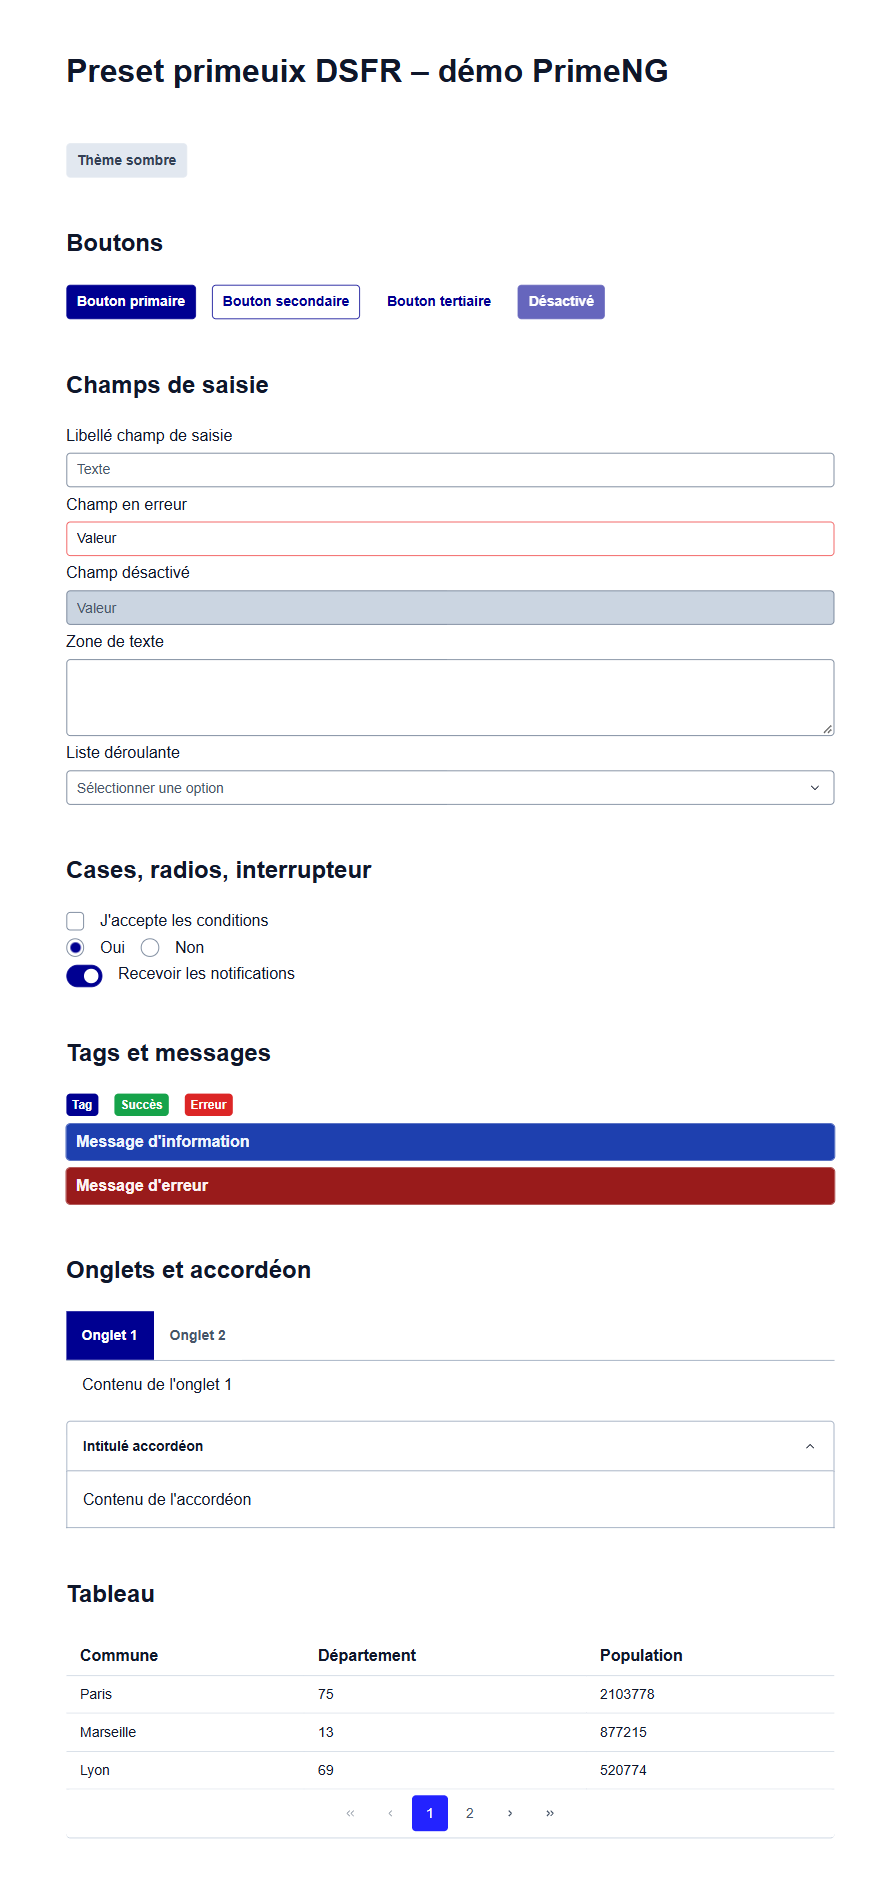 Preset primeuix DSFR – démo PrimeNG
Thème sombre
Boutons
Bouton primaire Bouton secondaire Bouton tertiaire Désactivé
Champs de saisie
Libellé champ de saisie
Texte
Champ en erreur
Valeur
Champ désactivé
Valeur
Zone de texte
Liste déroulante
Sélectionner une option
Cases, radios, interrupteur
J'accepte les conditions
Oui Non
Recevoir les notifications
Tags et messages
Tag Succès Erreur
Message d'information
Message d'erreur
Onglets et accordéon
Onglet 1 Onglet 2
Contenu de l'onglet 1
Intitulé accordéon
Contenu de l'accordéon
Tableau
Commune Département Population
Paris 75 2103778
Marseille 13 877215
Lyon 69 520774
« ‹ 1 2 › »